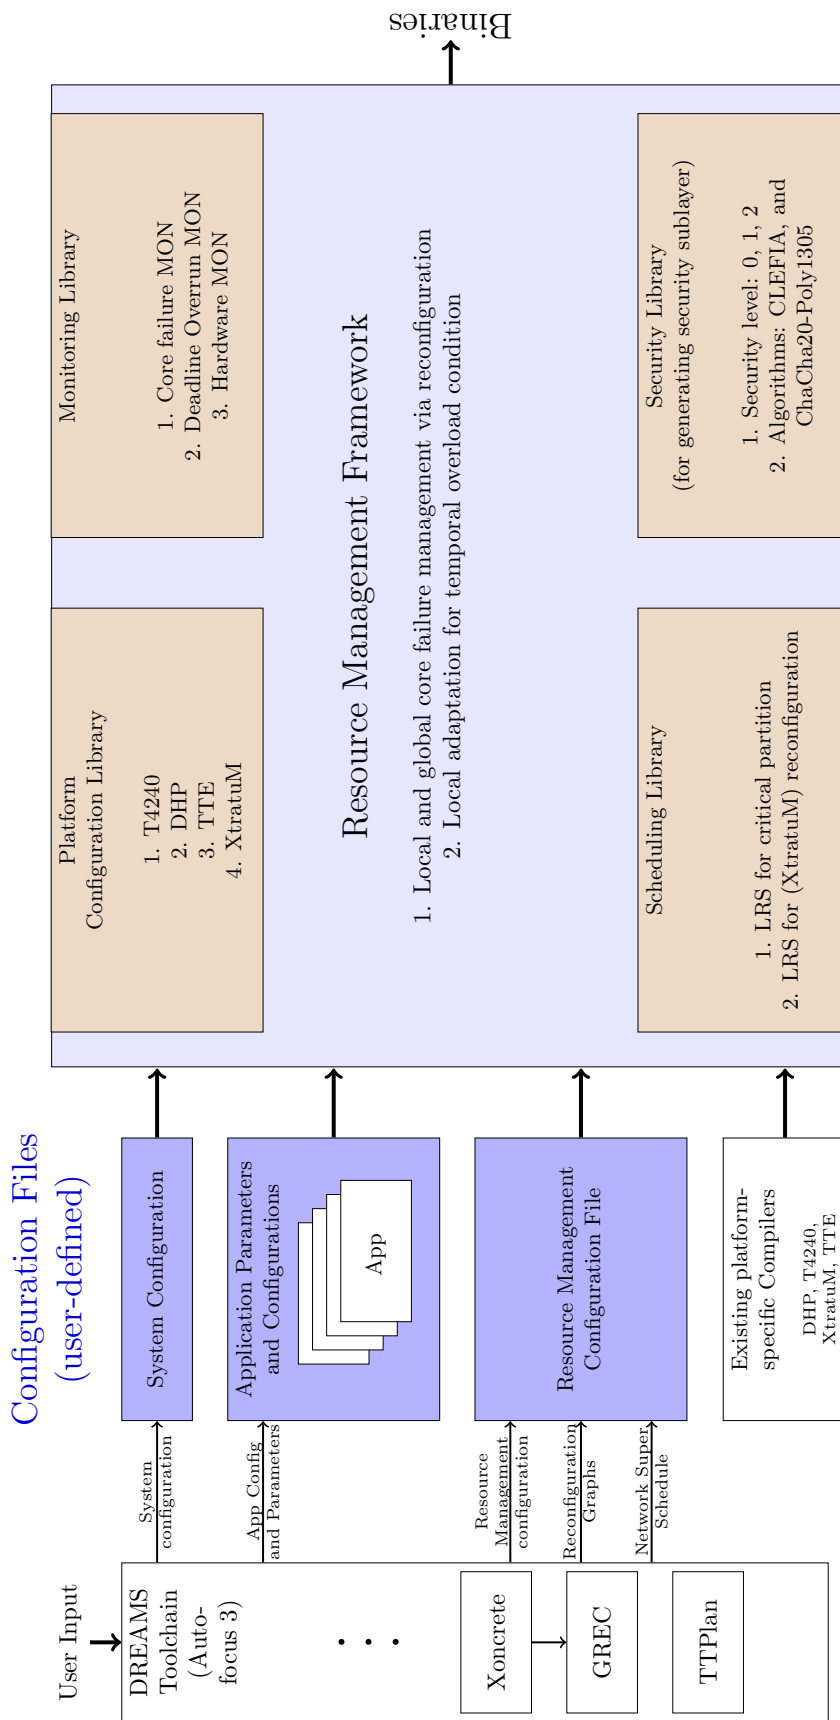 User Input
DREAMS
Toolchain
(Auto-
focus 3)
. . .
Xoncrete
GREC
TTPlan
System
configuration
App Config
and Parameters
Resource
Management
configuration
Reconfiguration
Graphs
Network Super
Schedule
Configuration Files
(user-defined)
System Configuration
Application Parameters
and Configurations
App
Resource Management
Configuration File
Existing platform-
specific Compilers
DHP, T4240,
XtratuM, TTE
Platform
Configuration Library
1. T4240
2. DHP
3. TTE
4. XtratuM
Monitoring Library
1. Core failure MON
2. Deadline Overrun MON
3. Hardware MON
Resource Management Framework
1. Local and global core failure management via reconfiguration
2. Local adaptation for temporal overload condition
Scheduling Library
1. LRS for critical partition
2. LRS for (XtratuM) reconfiguration
Security Library
(for generating security sublayer)
1. Security level: 0, 1, 2
2. Algorithms: CLEFIA, and
ChaCha20-Poly1305
Binaries